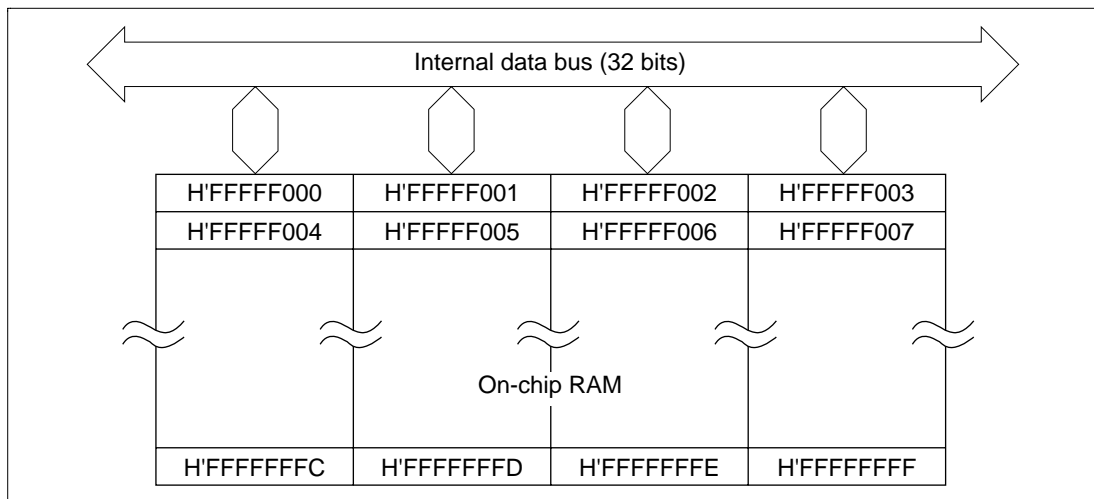 Internal data bus (32 bits)
H'FFFFF000 H'FFFFF001 H'FFFFF002 H'FFFFF003
H'FFFFF004 H'FFFFF005 H'FFFFF006 H'FFFFF007
On-chip RAM
H'FFFFFFFC H'FFFFFFFD H'FFFFFFFE H'FFFFFFFF